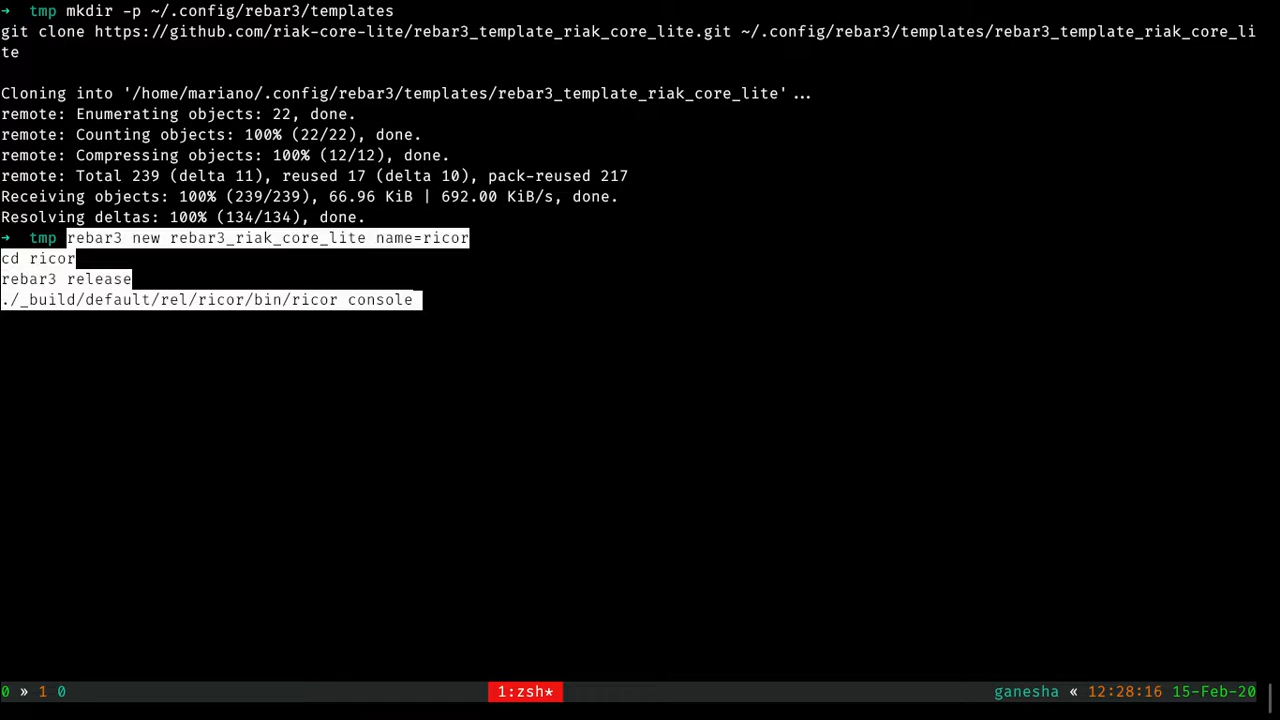 → tmp mkdir -p ~/.config/rebar3/templates
git clone https://github.com/riak-core-lite/rebar3_template_riak_core_lite.git ~/.config/rebar3/templates/rebar3_template_riak_core_li
te
Cloning into '/home/mariano/.config/rebar3/templates/rebar3_template_riak_core_lite'...
remote: Enumerating objects: 22, done.
remote: Counting objects: 100% (22/22), done.
remote: Compressing objects: 100% (12/12), done.
remote: Total 239 (delta 11), reused 17 (delta 10), pack-reused 217
Receiving objects: 100% (239/239), 66.96 KiB | 692.00 KiB/s, done.
Resolving deltas: 100% (134/134), done.
→ tmp rebar3 new rebar3_riak_core_lite name=ricor
cd ricor
rebar3 release
./_build/default/rel/ricor/bin/ricor console
0 » 1 0 1:zsh* ganesha « 12:28:16 15-Feb-20